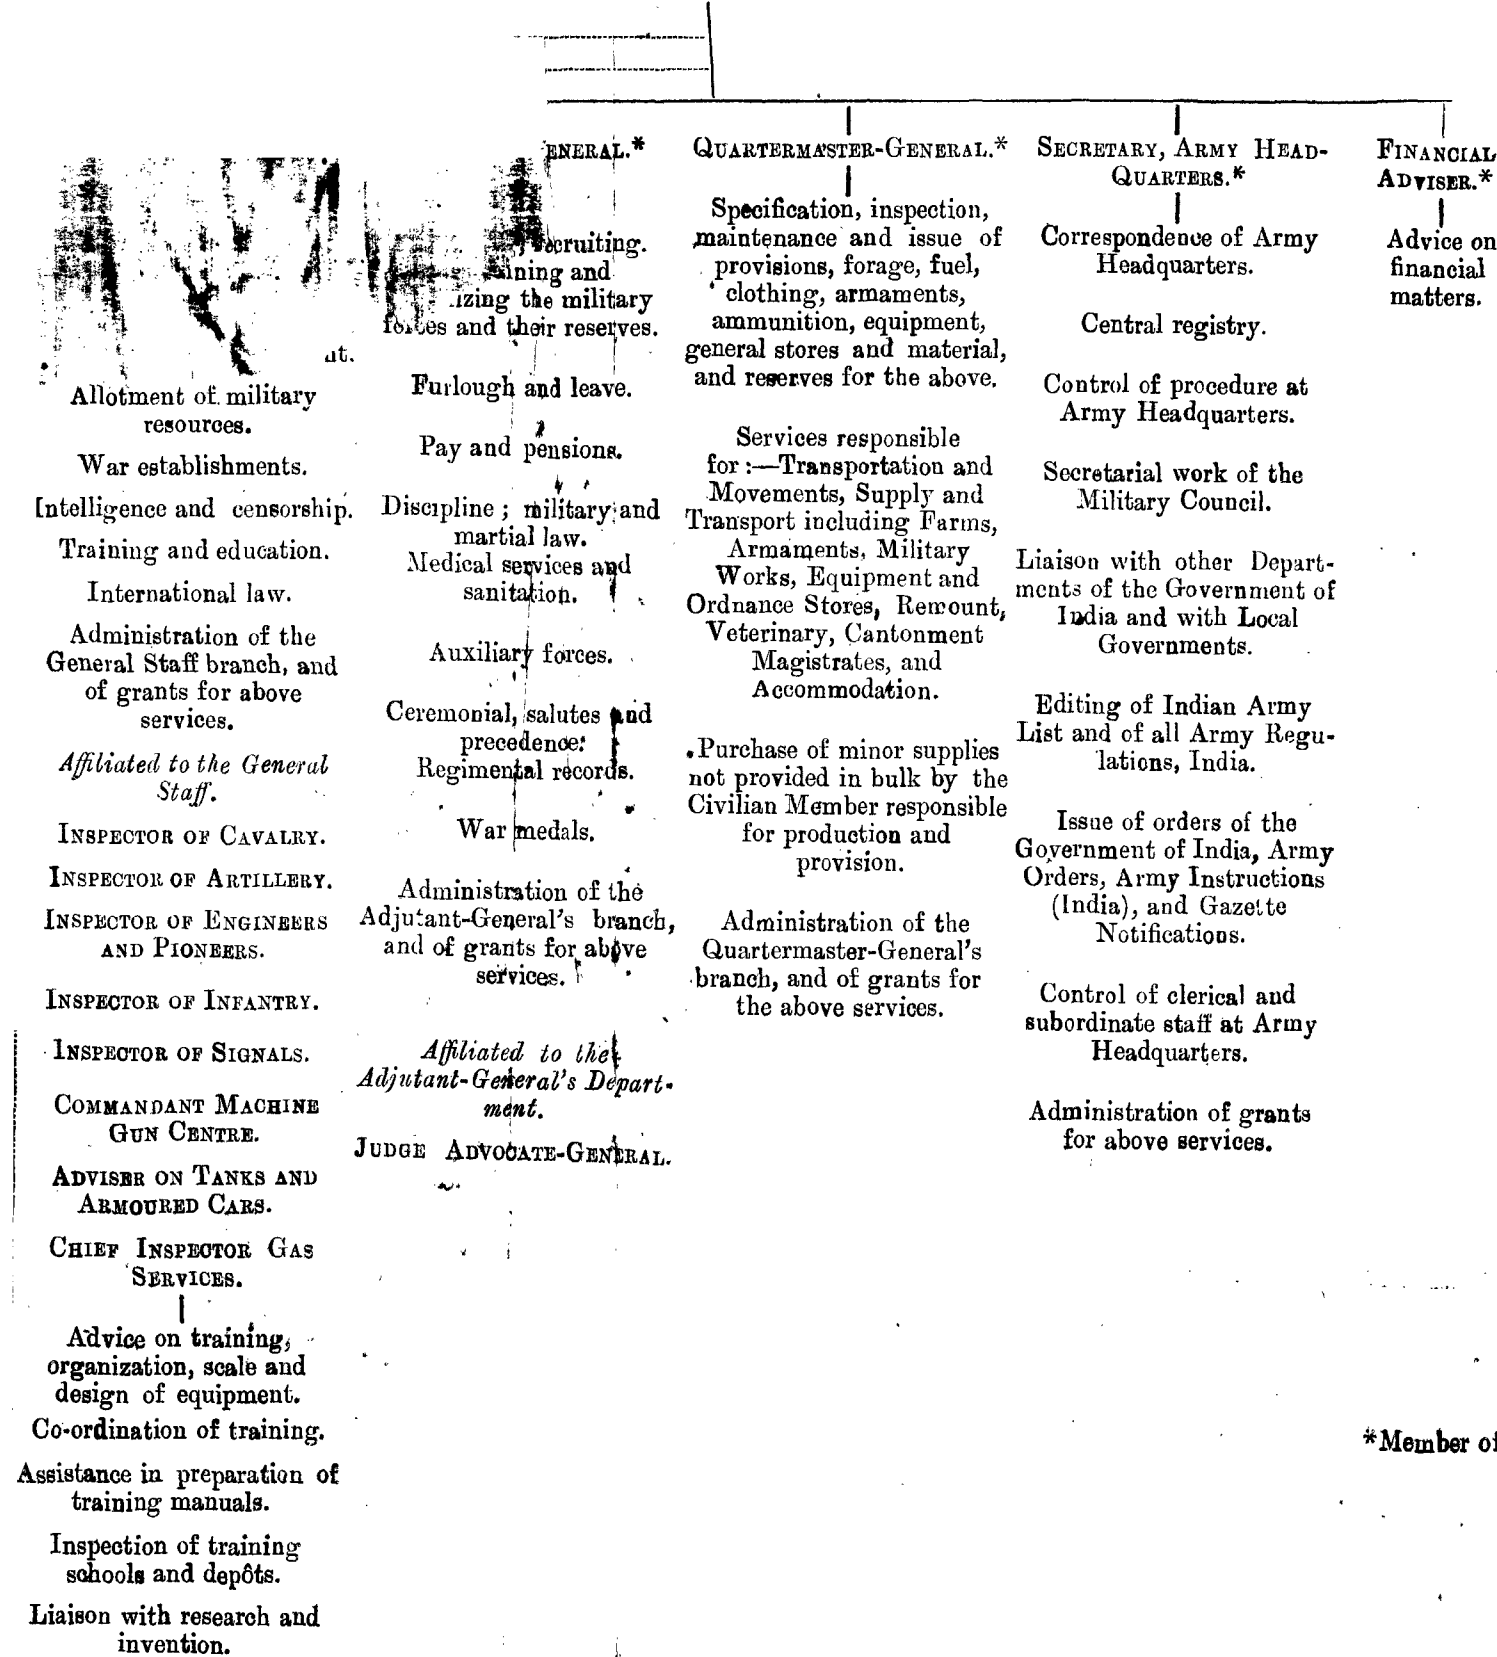 ut.
Allotment of military
resources.
War establishments.
Intelligence and censorship.
Training and education.
International law.
Administration of the
General Staff branch, and
of grants for above
services.
Affiliated to the General
Staff.
INSPECTOR OF CAVALRY.
INSPECTOR OF ARTILLERY.
INSPECTOR OF ENGINEERS
AND PIONEERS.
INSPECTOR OF INFANTRY.
INSPECTOR OF SIGNALS.
COMMANDANT MACHINE
GUN CENTRE.
ADVISER ON TANKS AND
ARMOURED CARS.
CHIEF INSPECTOR GAS
SERVICES.
Advice on training,
organization, scale and
design of equipment.
Co-ordination of training.
Assistance in preparation of
training manuals.
Inspection of training
schools and depôts.
Liaison with research and
invention.
ENERAL.*
ecruiting.
ining and
izing the military
forces and their reserves.
Furlough and leave.
Pay and pensions.
Discipline ; military and
martial law.
Medical services and
sanitation.
Auxiliary forces.
Ceremonial, salutes and
precedence.
Regimental records.
War medals.
Administration of the
Adjutant-General's branch,
and of grants for above
services.
Affiliated to the
Adjutant-General's Depart-
ment.
JUDGE ADVOCATE-GENERAL.
QUARTERMASTER-GENERAL.*
Specification, inspection,
maintenance and issue of
provisions, forage, fuel,
clothing, armaments,
ammunition, equipment,
general stores and material,
and reserves for the above.
Services responsible
for :—Transportation and
Movements, Supply and
Transport including Farms,
Armaments, Military
Works, Equipment and
Ordnance Stores, Remount,
Veterinary, Cantonment
Magistrates, and
Accommodation.
Purchase of minor supplies
not provided in bulk by the
Civilian Member responsible
for production and
provision.
Administration of the
Quartermaster-General's
branch, and of grants for
the above services.
SECRETARY, ARMY HEAD-
QUARTERS.*
Correspondence of Army
Headquarters.
Central registry.
Control of procedure at
Army Headquarters.
Secretarial work of the
Military Council.
Liaison with other Depart-
ments of the Government of
India and with Local
Governments.
Editing of Indian Army
List and of all Army Regu-
lations, India.
Issue of orders of the
Government of India, Army
Orders, Army Instructions
(India), and Gazette
Notifications.
Control of clerical and
subordinate staff at Army
Headquarters.
Administration of grants
for above services.
FINANCIAL
ADVISER.*
Advice on
financial
matters.
*Member of